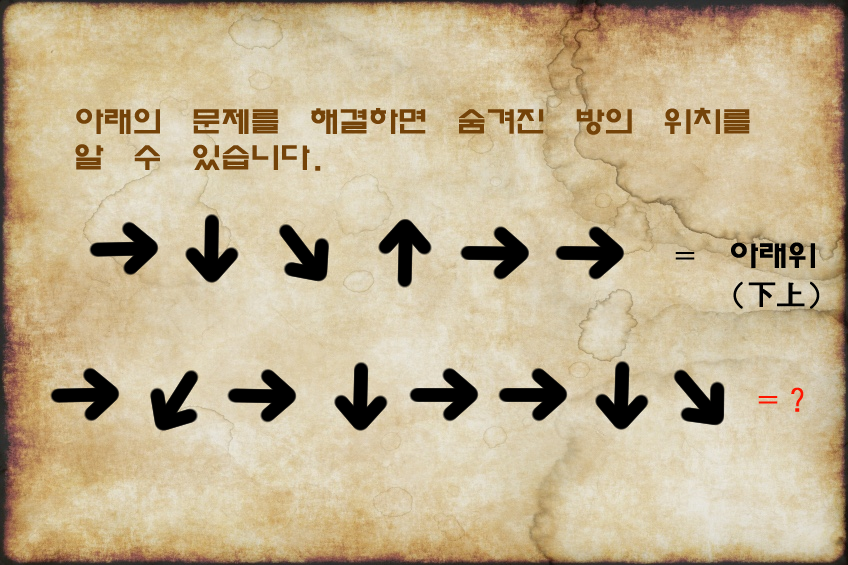 아래의 문제를 해결하면 숨겨진 방의 위치를
알 수 있습니다.
→ ↓ ↘ ↑ → → = 아래위
(下上)
→ ↙ → ↓ → → ↓ ↘ = ?